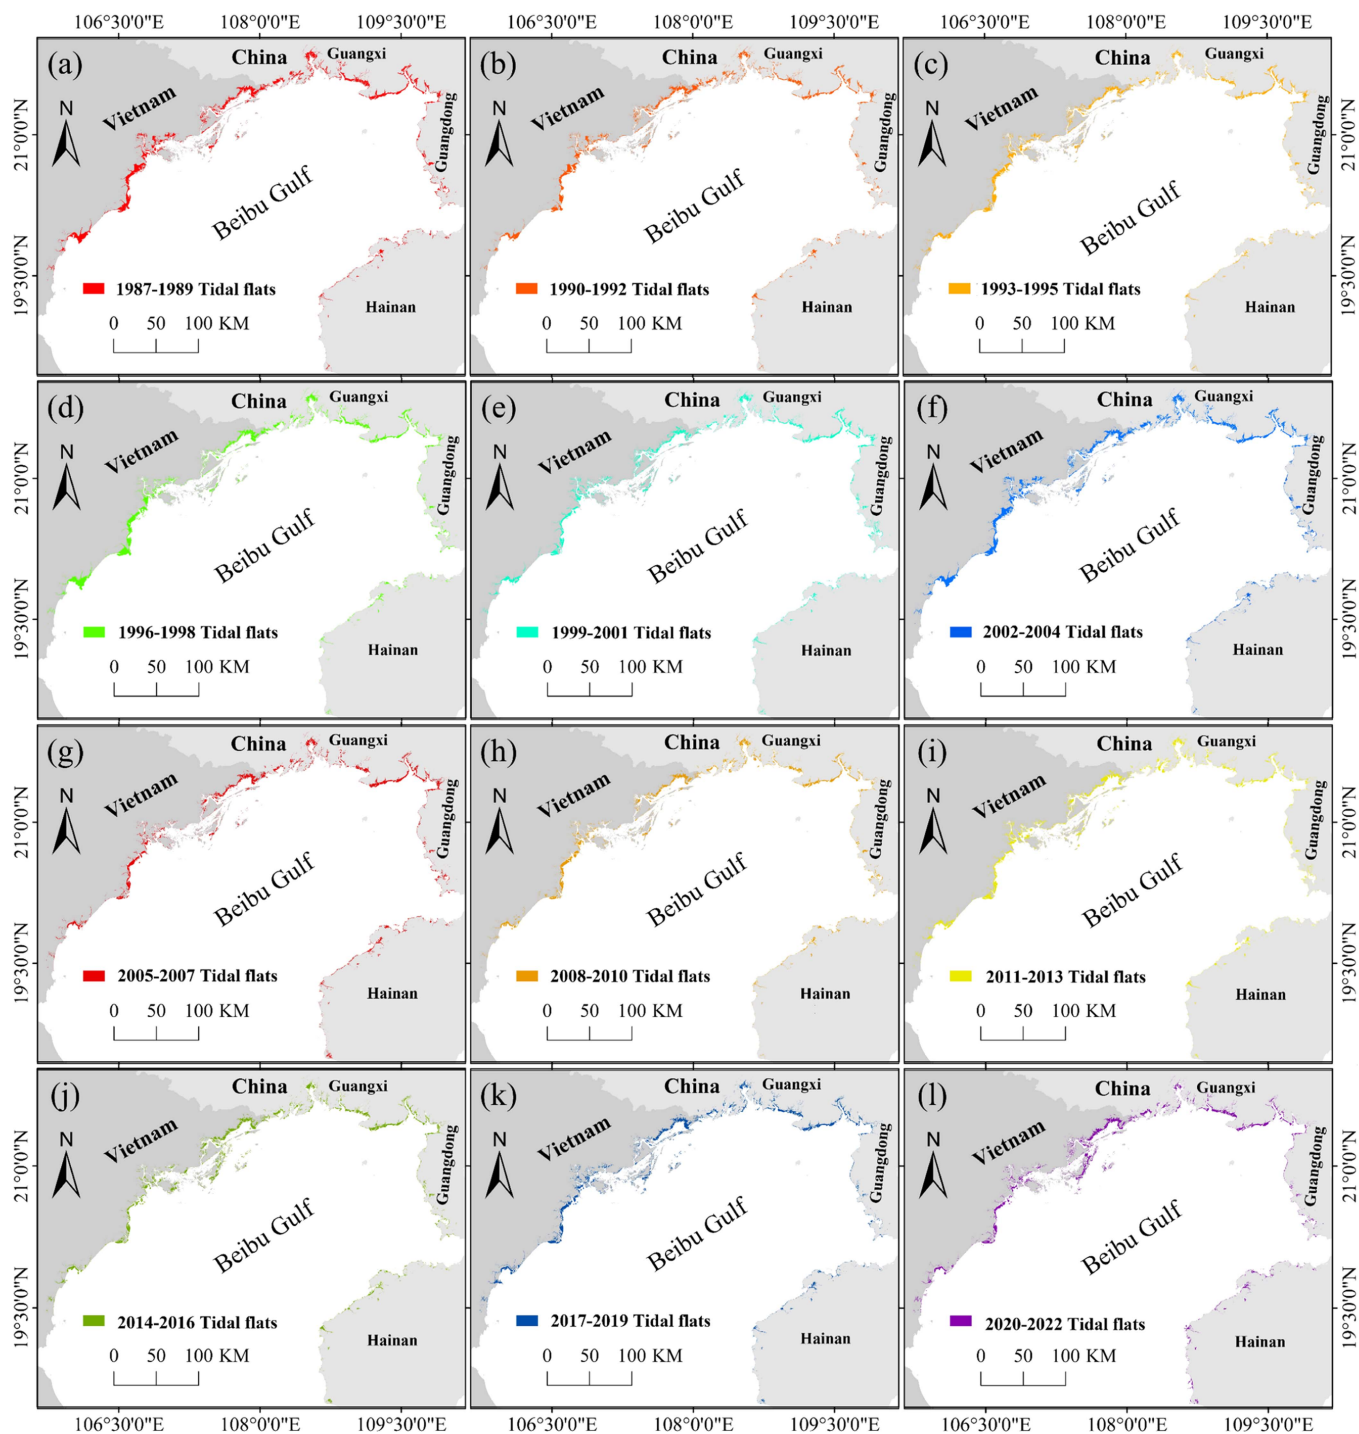 106°30'0"E 108°0'0"E 109°30'0"E 106°30'0"E 108°0'0"E 109°30'0"E 106°30'0"E 108°0'0"E 109°30'0"E
(a) China Guangxi
N Vietnam Guangdong
21°0'0"N
Beibu Gulf
19°30'0"N
1987-1989 Tidal flats
Hainan
0 50 100 KM
(b) China Guangxi
N Vietnam Guangdong
Beibu Gulf
1990-1992 Tidal flats
Hainan
0 50 100 KM
(c) China Guangxi
N Vietnam Guangdong
21°0'0"N
Beibu Gulf
19°30'0"N
1993-1995 Tidal flats
Hainan
0 50 100 KM
(d) China Guangxi
N Vietnam Guangdong
21°0'0"N
Beibu Gulf
19°30'0"N
1996-1998 Tidal flats
Hainan
0 50 100 KM
(e) China Guangxi
N Vietnam Guangdong
Beibu Gulf
1999-2001 Tidal flats
Hainan
0 50 100 KM
(f) China Guangxi
N Vietnam Guangdong
21°0'0"N
Beibu Gulf
19°30'0"N
2002-2004 Tidal flats
Hainan
0 50 100 KM
(g) China Guangxi
N Vietnam Guangdong
21°0'0"N
Beibu Gulf
19°30'0"N
2005-2007 Tidal flats
Hainan
0 50 100 KM
(h) China Guangxi
N Vietnam Guangdong
Beibu Gulf
2008-2010 Tidal flats
Hainan
0 50 100 KM
(i) China Guangxi
N Vietnam Guangdong
21°0'0"N
Beibu Gulf
19°30'0"N
2011-2013 Tidal flats
Hainan
0 50 100 KM
(j) China Guangxi
N Vietnam Guangdong
21°0'0"N
Beibu Gulf
19°30'0"N
2014-2016 Tidal flats
Hainan
0 50 100 KM
(k) China Guangxi
N Vietnam Guangdong
Beibu Gulf
2017-2019 Tidal flats
Hainan
0 50 100 KM
(l) China Guangxi
N Vietnam Guangdong
21°0'0"N
Beibu Gulf
19°30'0"N
2020-2022 Tidal flats
Hainan
0 50 100 KM
106°30'0"E 108°0'0"E 109°30'0"E 106°30'0"E 108°0'0"E 109°30'0"E 106°30'0"E 108°0'0"E 109°30'0"E